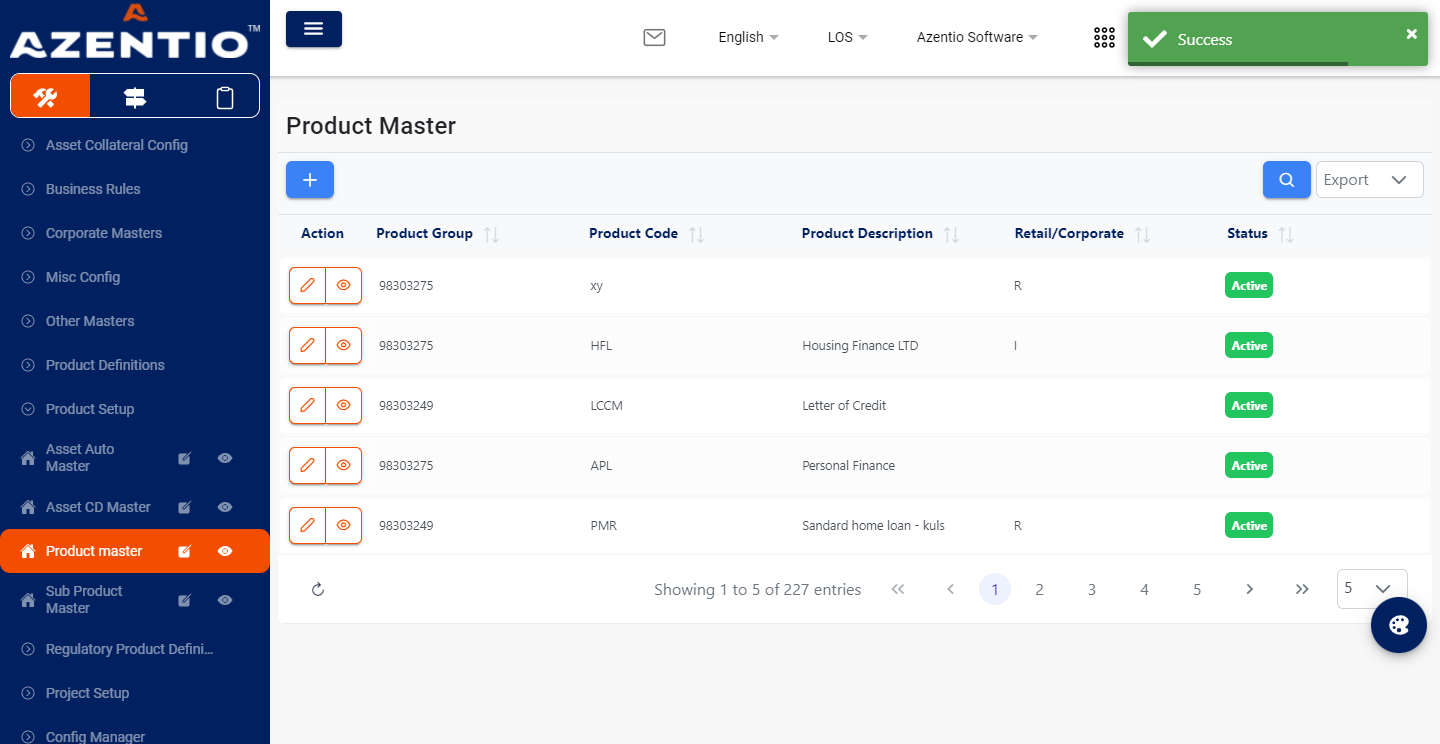 AZENTIO™
English
LOS
Azentio Software
Success
Asset Collateral Config
Business Rules
Corporate Masters
Misc Config
Other Masters
Product Definitions
Product Setup
Asset Auto
Master
Asset CD Master
Product master
Sub Product
Master
Regulatory Product Defini...
Project Setup
Config Manager
Product Master
Export
Action Product Group Product Code Product Description Retail/Corporate Status
98303275 xy R Active
98303275 HFL Housing Finance LTD I Active
98303249 LCCM Letter of Credit Active
98303275 APL Personal Finance Active
98303249 PMR Sandard home loan - kuls R Active
Showing 1 to 5 of 227 entries 1 2 3 4 5 5